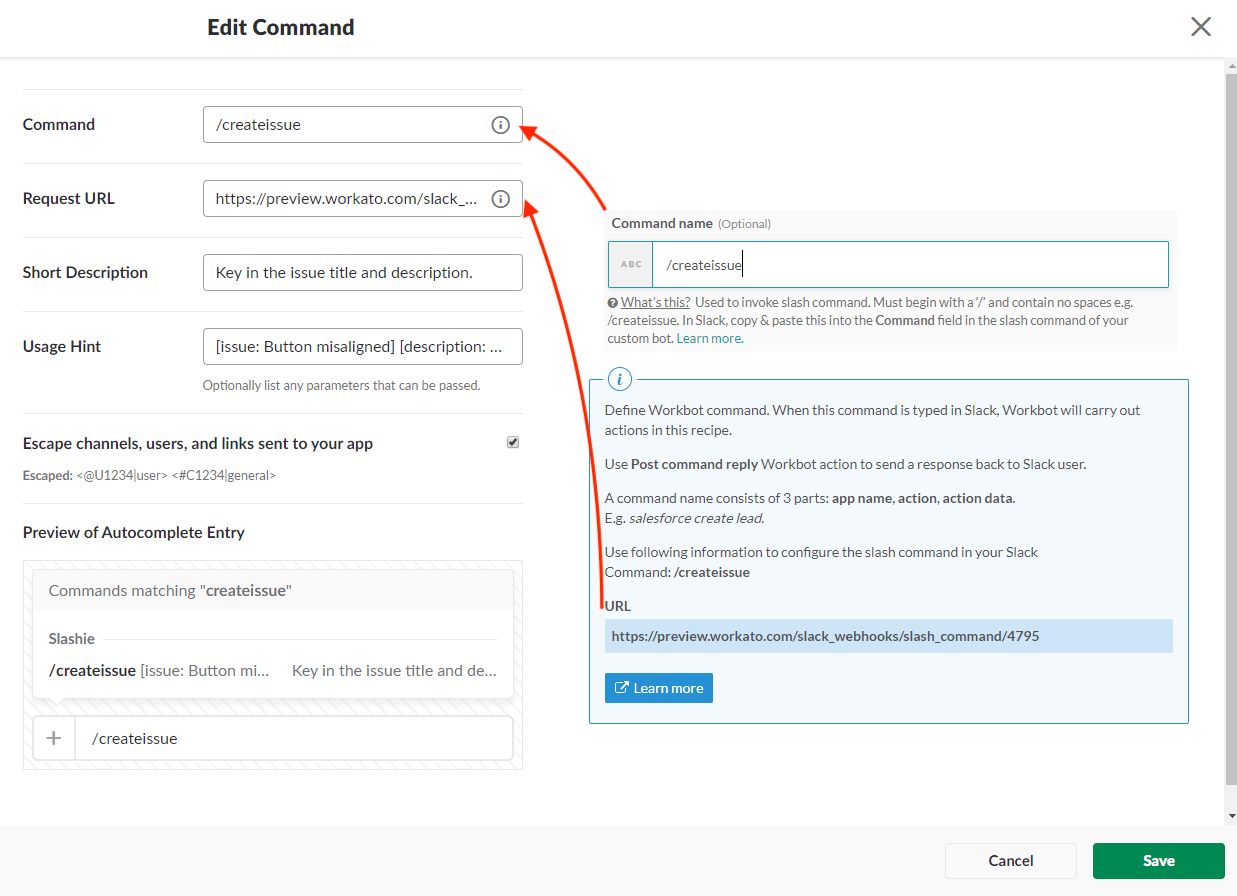 Edit Command
Command
/createissue
Request URL
https://preview.workato.com/slack_...
Short Description
Key in the issue title and description.
Usage Hint
[issue: Button misaligned] [description: ...
Optionally list any parameters that can be passed.
Escape channels, users, and links sent to your app
Escaped: <@U1234|user> <#C1234|general>
Preview of Autocomplete Entry
Commands matching "createissue"
Slashie
/createissue [issue: Button mi... Key in the issue title and de...
/createissue
Command name (Optional)
ABC
/createissue
What's this? Used to invoke slash command. Must begin with a '/' and contain no spaces e.g.
/createissue. In Slack, copy & paste this into the Command field in the slash command of your
custom bot. Learn more.
Define Workbot command. When this command is typed in Slack, Workbot will carry out
actions in this recipe.
Use Post command reply Workbot action to send a response back to Slack user.
A command name consists of 3 parts: app name, action, action data.
E.g. salesforce create lead.
Use following information to configure the slash command in your Slack
Command: /createissue
URL
https://preview.workato.com/slack_webhooks/slash_command/4795
Learn more
Cancel
Save